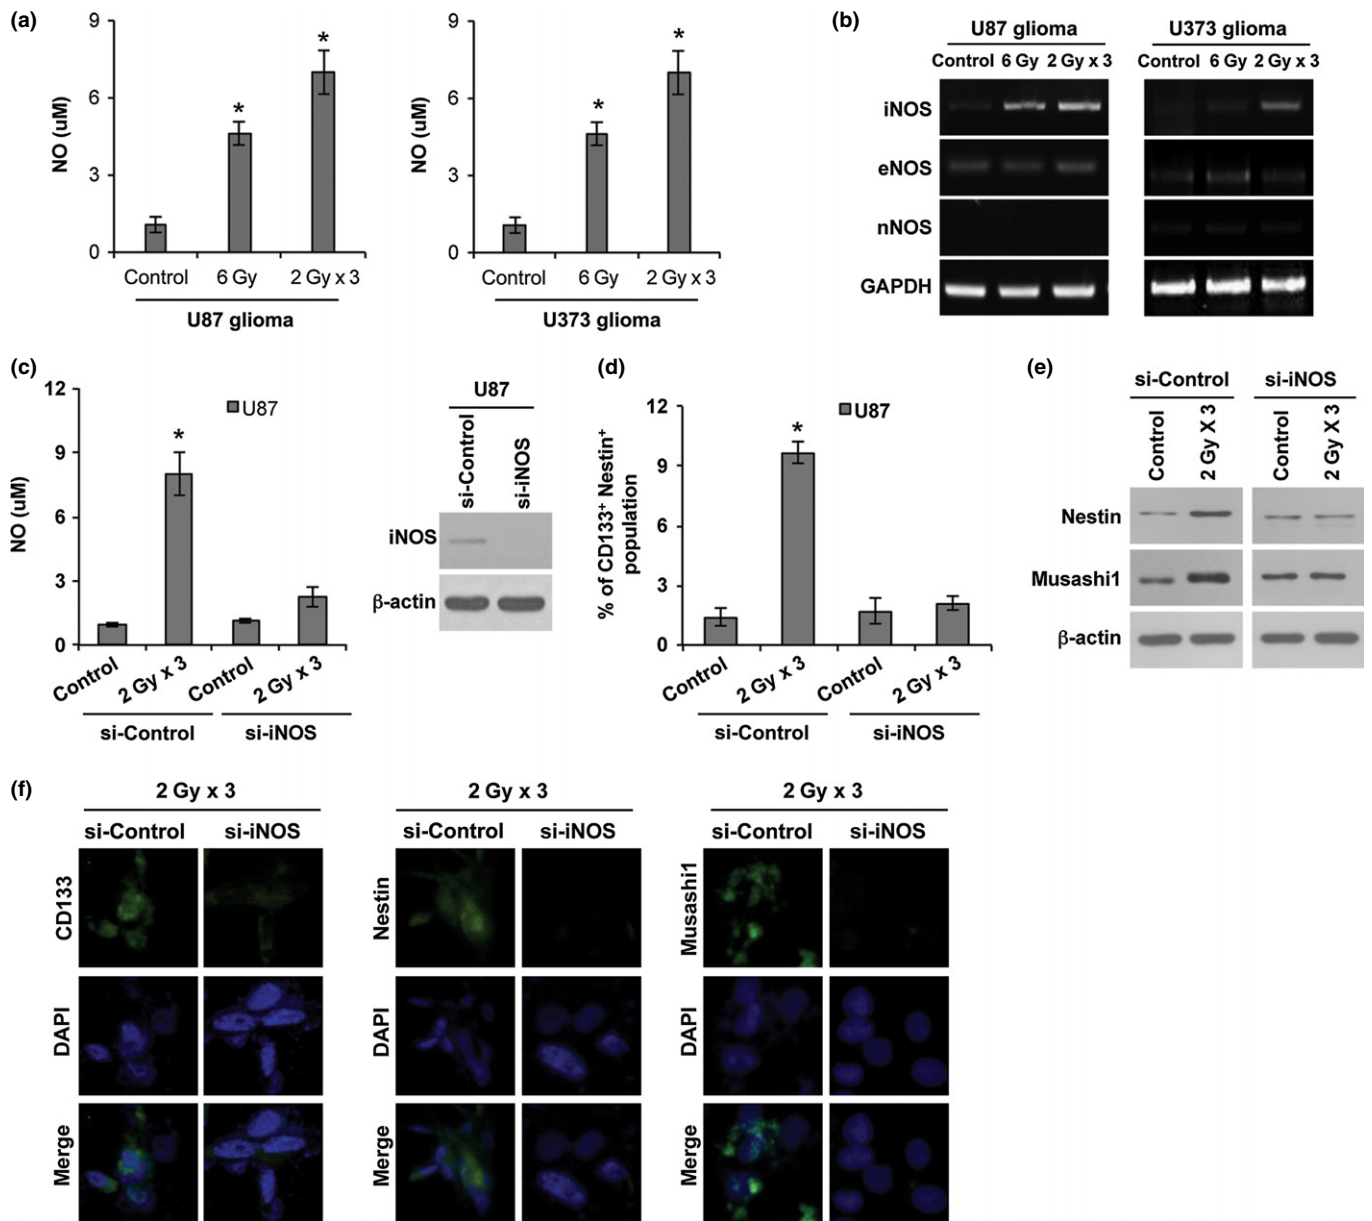 (a)
9
6
3
0
NO (uM)
*
*
Control 6 Gy 2 Gy x 3
U87 glioma
9
6
3
0
NO (uM)
*
*
Control 6 Gy 2 Gy x 3
U373 glioma
(b)
U87 glioma U373 glioma
Control 6 Gy 2 Gy x 3 Control 6 Gy 2 Gy x 3
iNOS
eNOS
nNOS
GAPDH
(c)
12
9
6
3
0
NO (uM)
U87
*
Control 2 Gy x 3 Control 2 Gy x 3
si-Control si-iNOS
U87
si-Control si-iNOS
iNOS
β-actin
(d)
12
9
6
3
0
% of CD133⁺ Nestin⁺
population
U87
*
Control 2 Gy x 3 Control 2 Gy x 3
si-Control si-iNOS
(e)
si-Control si-iNOS
Control 2 Gy X 3 Control 2 Gy X 3
Nestin
Musashi1
β-actin
(f)
2 Gy x 3
si-Control si-iNOS
CD133
DAPI
Merge
2 Gy x 3
si-Control si-iNOS
Nestin
DAPI
Merge
2 Gy x 3
si-Control si-iNOS
Musashi1
DAPI
Merge